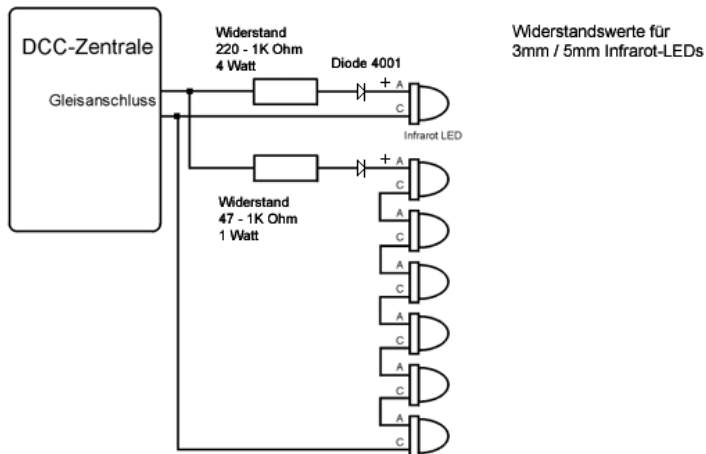 DCC-Zentrale
Gleisanschluss
Widerstand
220 - 1K Ohm
4 Watt
Diode 4001
+ A
C
Infrarot LED
Widerstandswerte für
3mm / 5mm Infrarot-LEDs
+ A
C
Widerstand
47 - 1K Ohm
1 Watt
A
C
A
C
A
C
A
C
A
C